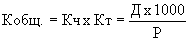 Кобщ. = Кч х Кт = Д х 1000 / Р